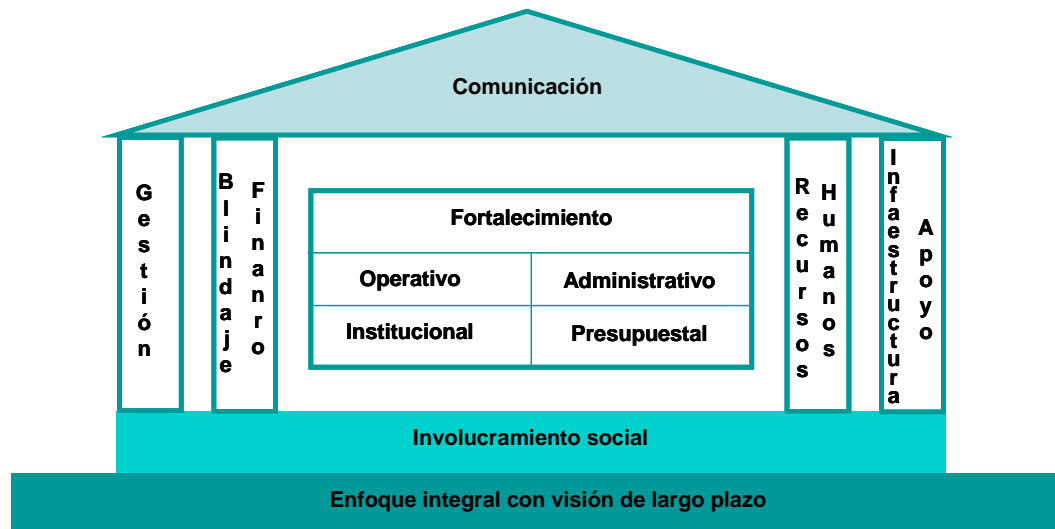 Comunicación
Gestión
Blindaje
Finanro
Fortalecimiento
Operativo
Administrativo
Institucional
Presupuestal
Recursos
Humanos
Infaestructura
Apoyo
Involucramiento social
Enfoque integral con visión de largo plazo